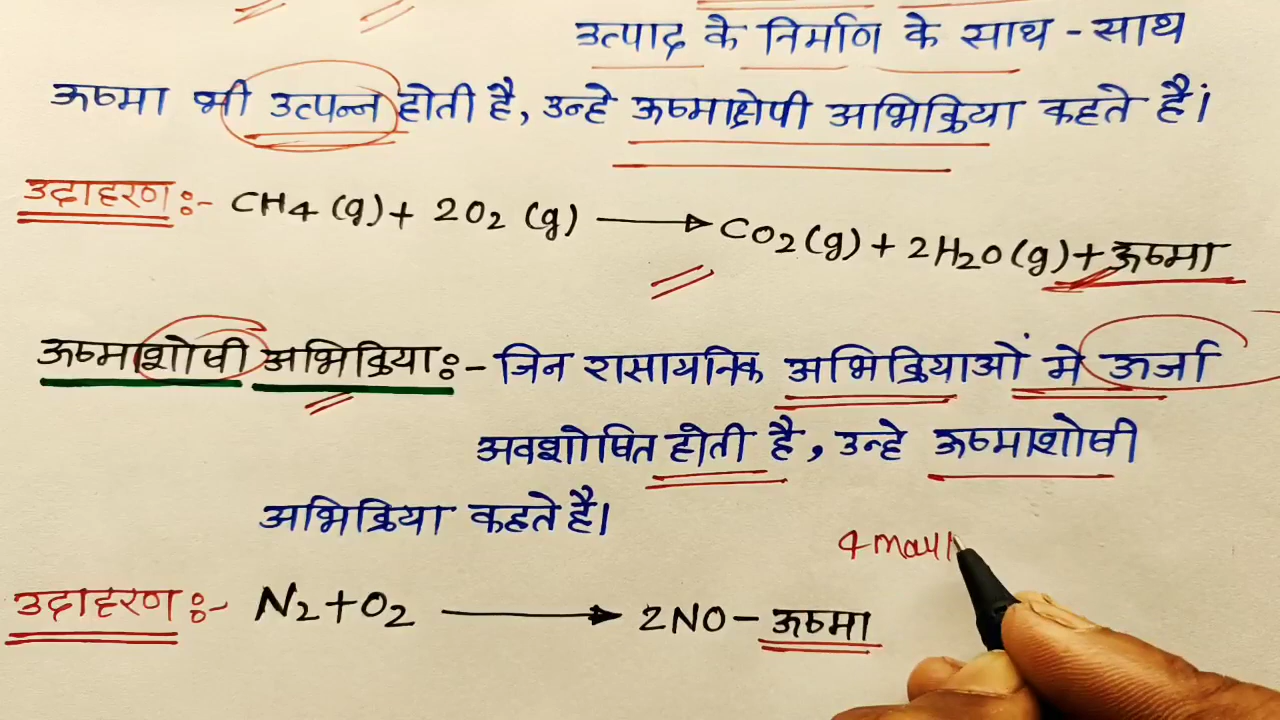 उत्पाद के निर्माण के साथ - साथ
ऊष्मा भी उत्पन्न होती है, उन्हे ऊष्माक्षेपी अभिक्रिया कहते हैं।
उदाहरण :- CH4 (g) + 2O2 (g) → CO2 (g) + 2H2O (g) + ऊष्मा
ऊष्माशोषी अभिक्रिया :- जिन रासायनिक अभिक्रियाओं मे ऊर्जा
अवशोषित होती है, उन्हे ऊष्माशोषी
अभिक्रिया कहते है।
उदाहरण :- N2 + O2 → 2NO - ऊष्मा